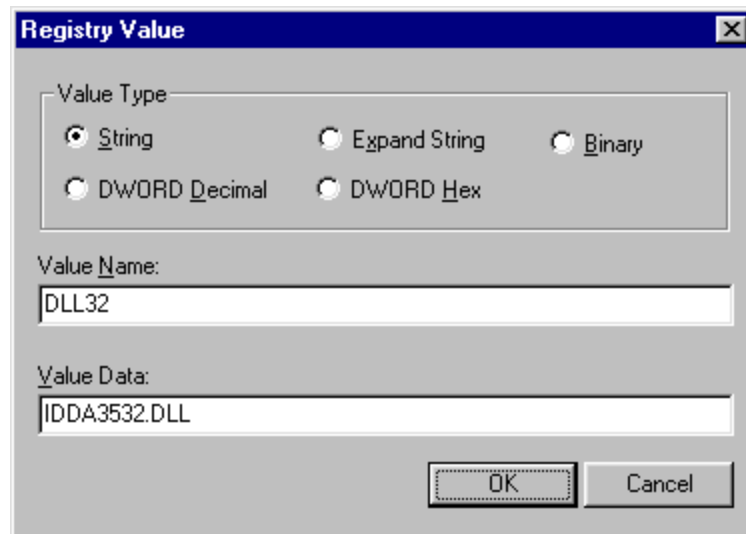 Registry Value
Value Type
String Expand String Binary
DWORD Decimal DWORD Hex
Value Name:
DLL32
Value Data:
IDDA3532.DLL
OK Cancel